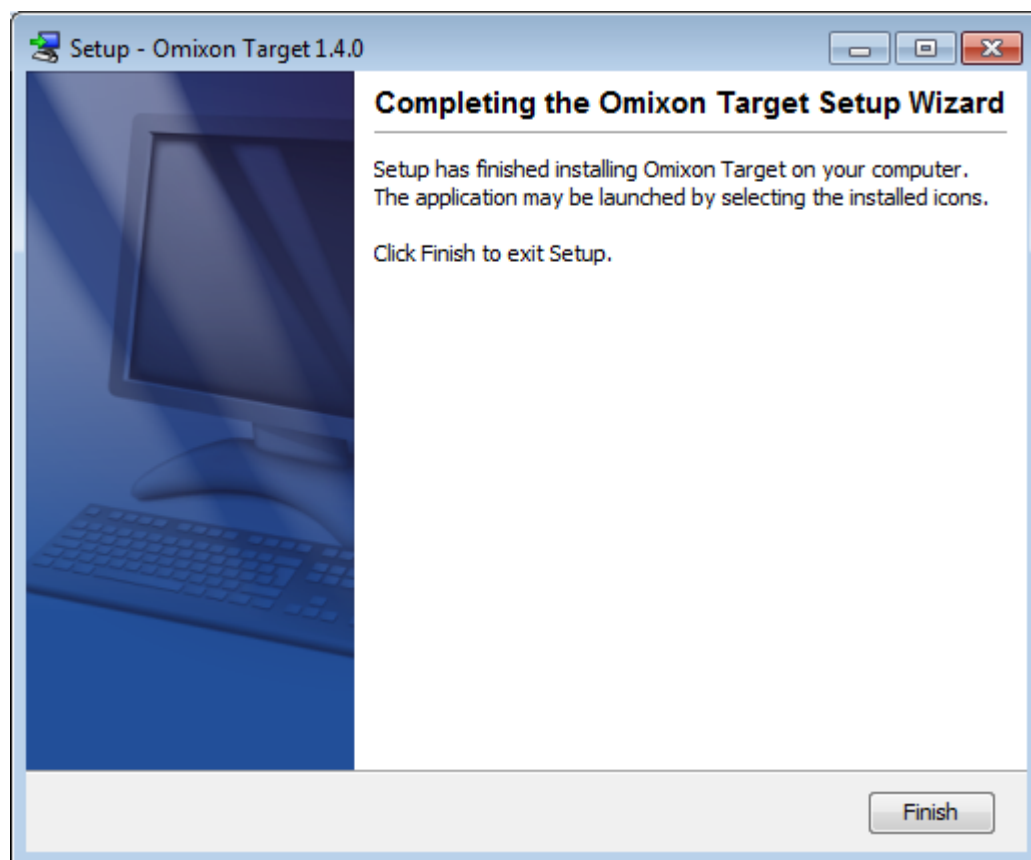 Setup - Omixon Target 1.4.0
Completing the Omixon Target Setup Wizard
Setup has finished installing Omixon Target on your computer.
The application may be launched by selecting the installed icons.
Click Finish to exit Setup.
Finish